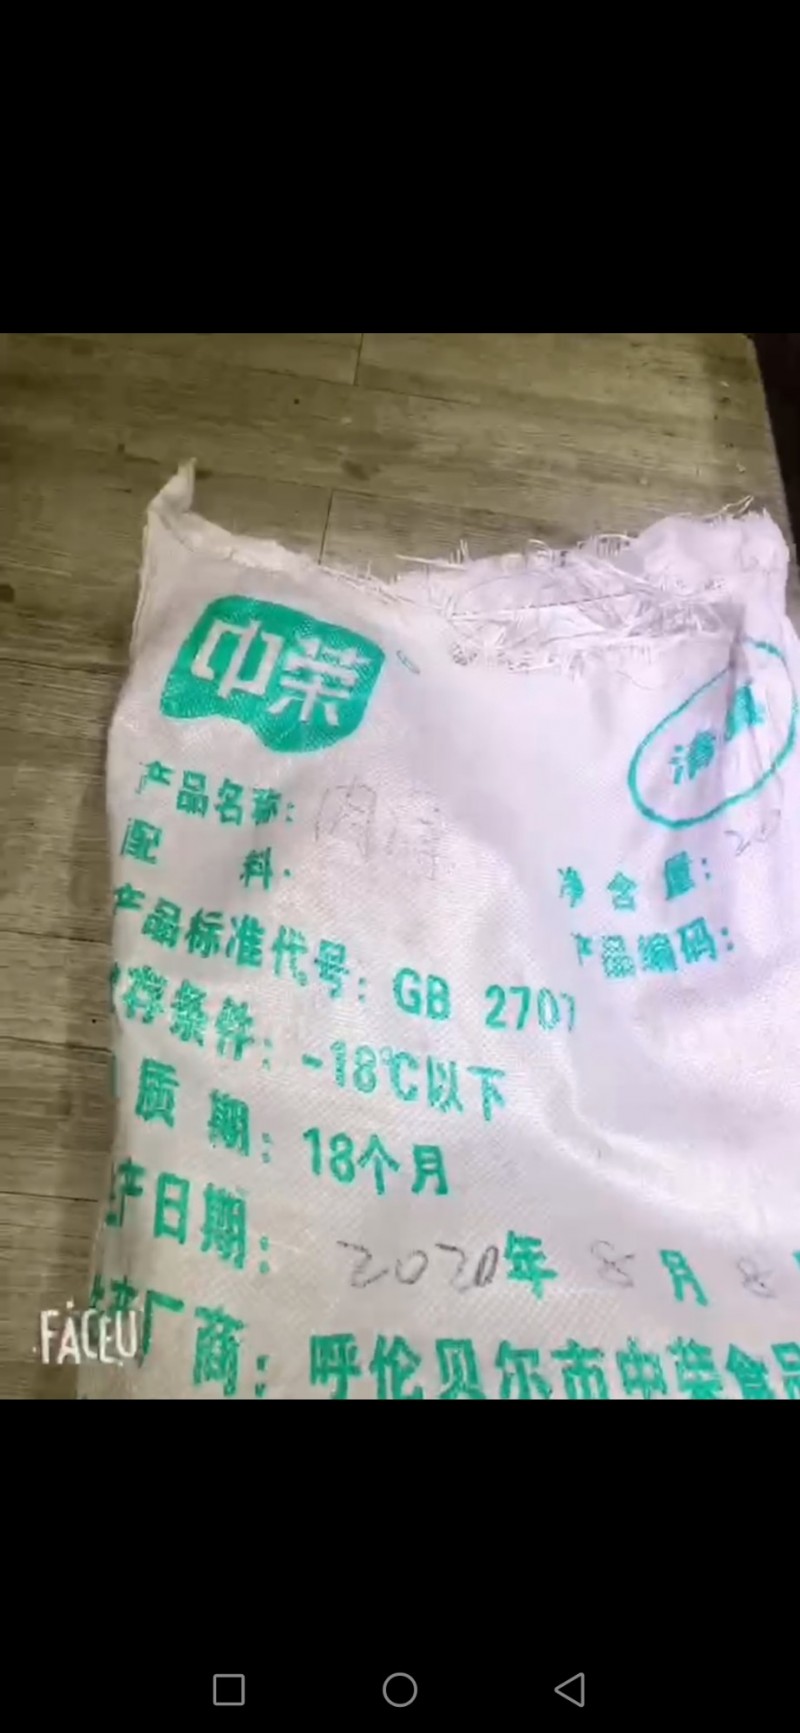 中荣
清真
产品名称：肉
净含量：20
配料：
产品编码：
产品标准代号：GB 2707
存条件：-18℃以下
质期：18个月
产日期：2020年8月8
厂商：呼伦贝尔市中荣食品
FACEU